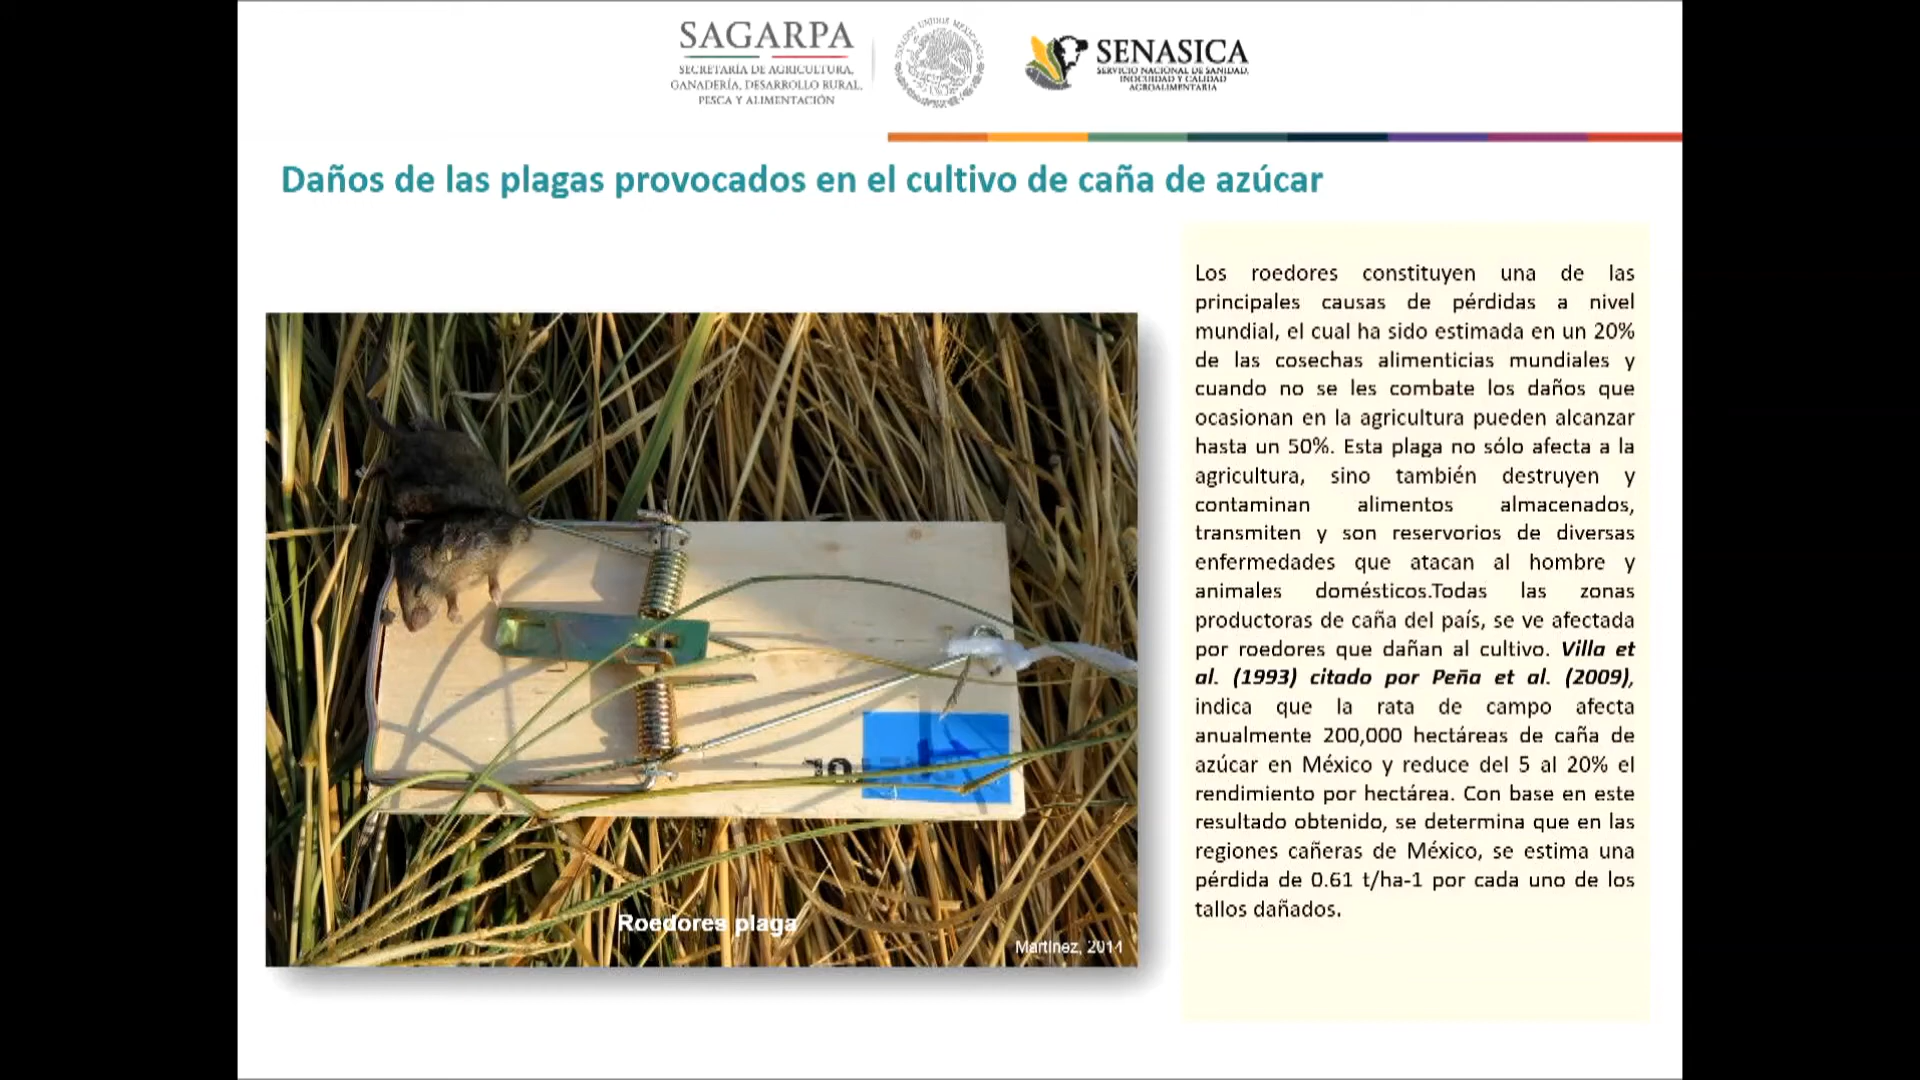 SAGARPA
SECRETARÍA DE AGRICULTURA,
GANADERÍA, DESARROLLO RURAL,
PESCA Y ALIMENTACIÓN
ESTADOS UNIDOS MEXICANOS
SENASICA
SERVICIO NACIONAL DE SANIDAD,
INOCUIDAD Y CALIDAD
AGROALIMENTARIA
Daños de las plagas provocados en el cultivo de caña de azúcar
Los roedores constituyen una de las
principales causas de pérdidas a nivel
mundial, el cual ha sido estimada en un 20%
de las cosechas alimenticias mundiales y
cuando no se les combate los daños que
ocasionan en la agricultura pueden alcanzar
hasta un 50%. Esta plaga no sólo afecta a la
agricultura, sino también destruyen y
contaminan alimentos almacenados,
transmiten y son reservorios de diversas
enfermedades que atacan al hombre y
animales domésticos.Todas las zonas
productoras de caña del país, se ve afectada
por roedores que dañan al cultivo. Villa et
al. (1993) citado por Peña et al. (2009),
indica que la rata de campo afecta
anualmente 200,000 hectáreas de caña de
azúcar en México y reduce del 5 al 20% el
rendimiento por hectárea. Con base en este
resultado obtenido, se determina que en las
regiones cañeras de México, se estima una
pérdida de 0.61 t/ha-1 por cada uno de los
tallos dañados.
Roedores plaga
Martínez, 2014